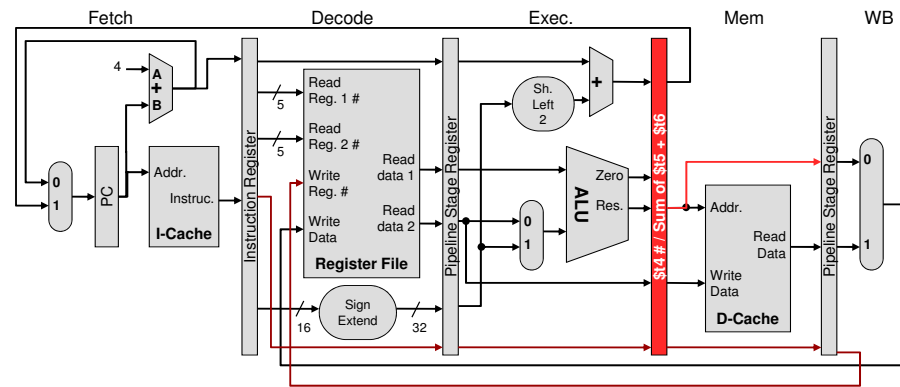 Fetch
Decode
Exec.
Mem
WB
4
A
+
B
0
1
PC
Addr.
Instruc.
I-Cache
Instruction Register
5
5
16
32
Read
Reg. 1 #
Read
Reg. 2 #
Write
Reg. #
Write
Data
Read
data 1
Read
data 2
Register File
Sign
Extend
Pipeline Stage Register
Sh.
Left
2
+
0
1
ALU
Zero
Res.
$t4 # / Sum of $t5 + $t6
Addr.
Read
Data
Write
Data
D-Cache
Pipeline Stage Register
0
1